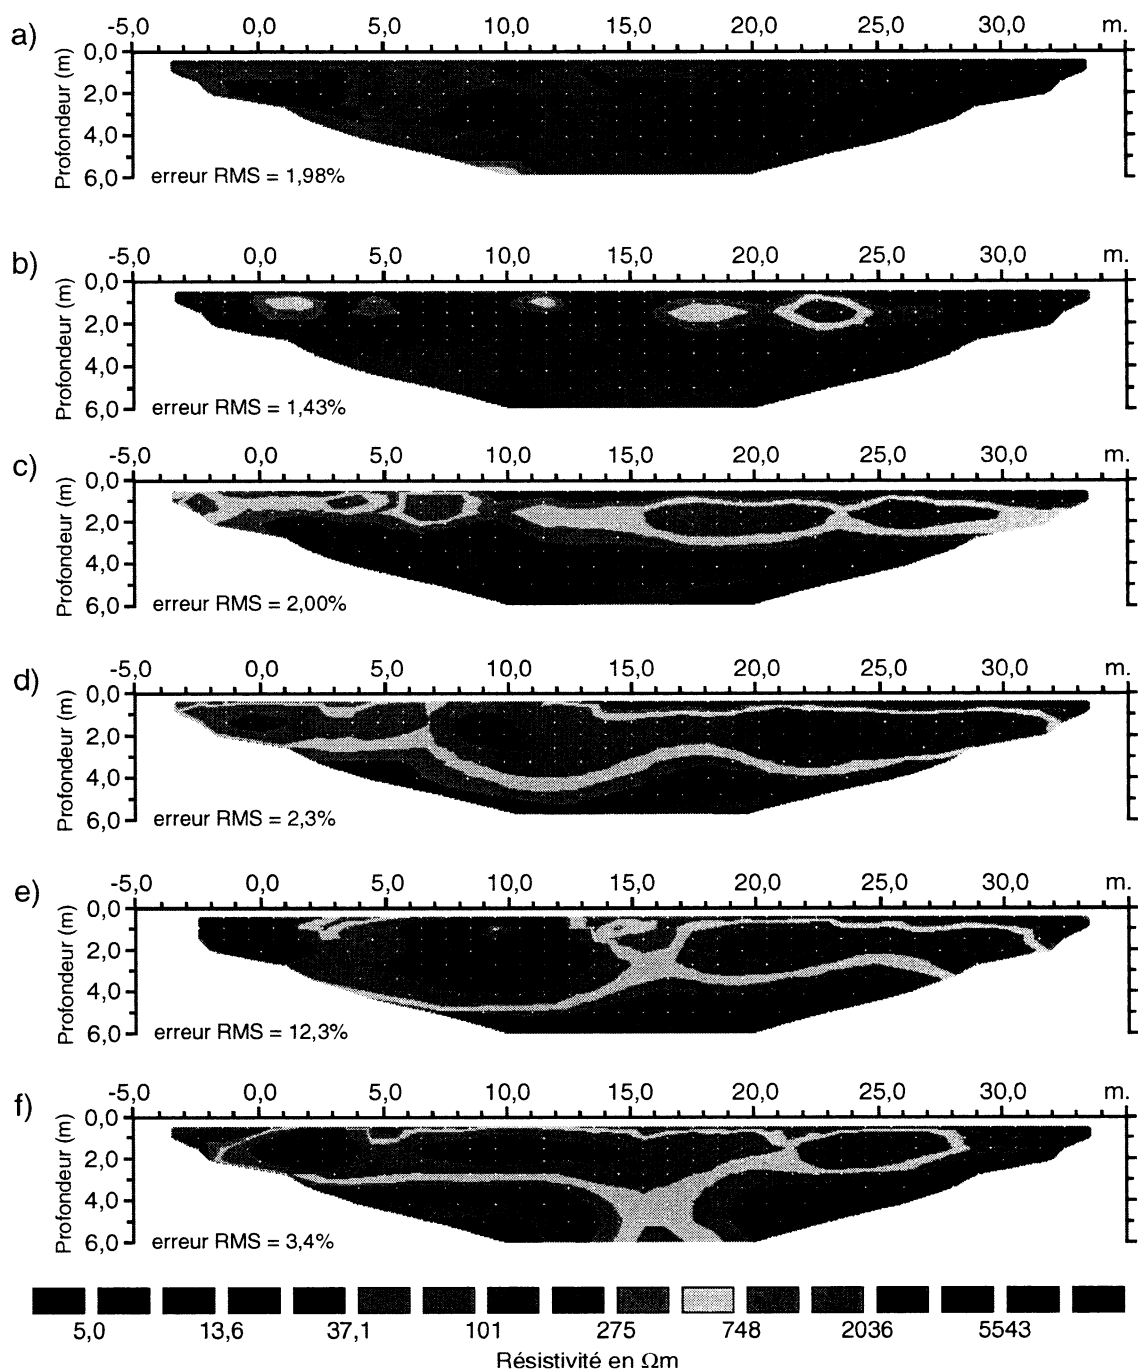 a)
-5,0 0,0 5,0 10,0 15,0 20,0 25,0 30,0 m.
Profondeur (m)
0,0
2,0
4,0
6,0
erreur RMS = 1,98%
b)
-5,0 0,0 5,0 10,0 15,0 20,0 25,0 30,0 m.
Profondeur (m)
0,0
2,0
4,0
6,0
erreur RMS = 1,43%
c)
-5,0 0,0 5,0 10,0 15,0 20,0 25,0 30,0 m.
Profondeur (m)
0,0
2,0
4,0
6,0
erreur RMS = 2,00%
d)
-5,0 0,0 5,0 10,0 15,0 20,0 25,0 30,0 m.
Profondeur (m)
0,0
2,0
4,0
6,0
erreur RMS = 2,3%
e)
-5,0 0,0 5,0 10,0 15,0 20,0 25,0 30,0 m.
Profondeur (m)
0,0
2,0
4,0
6,0
erreur RMS = 12,3%
f)
-5,0 0,0 5,0 10,0 15,0 20,0 25,0 30,0 m.
Profondeur (m)
0,0
2,0
4,0
6,0
erreur RMS = 3,4%
5,0 13,6 37,1 101 275 748 2036 5543
Résistivité en Ωm